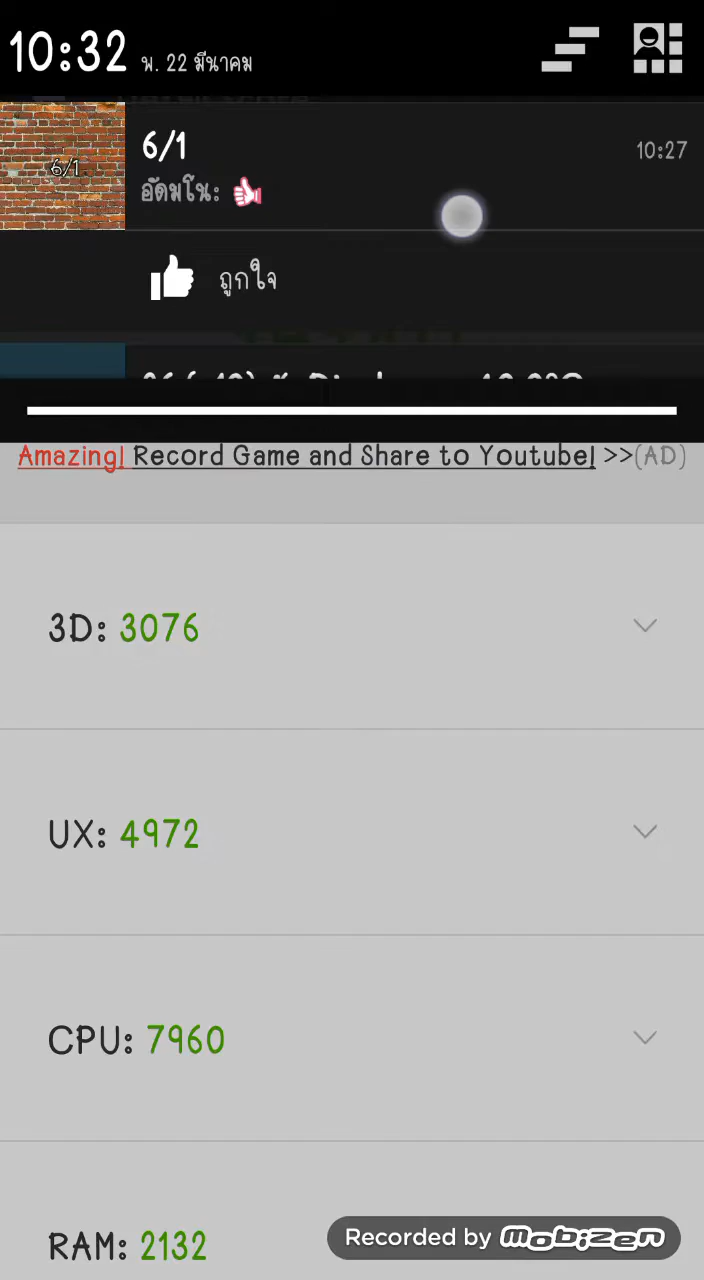 10:32 พ. 22 มีนาคม
6/1
6/1
10:27
อัดมโน:
ถูกใจ
Amazing! Record Game and Share to Youtube! >>(AD)
3D: 3076
UX: 4972
CPU: 7960
RAM: 2132
Recorded by mobizen